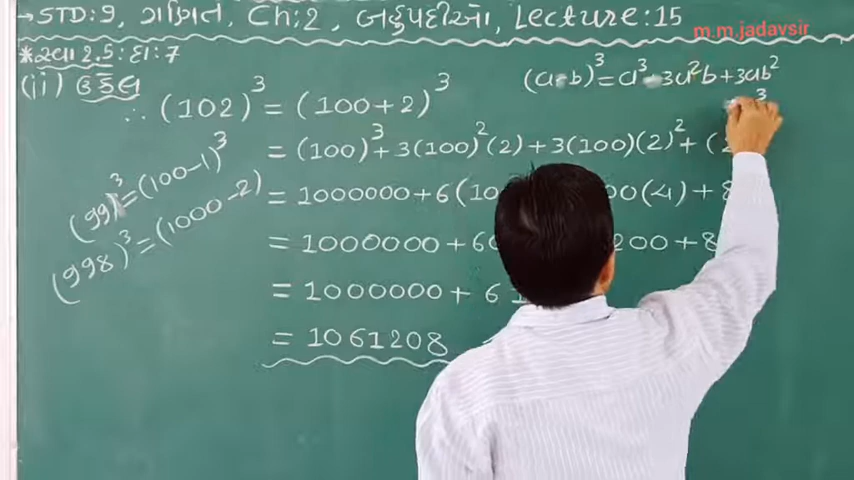 →STD:9, ગણિત, Ch:2, બહુપદીઓ, Lecture:15
m.m.jadavsir
*સ્વા 2.5: દા: 7
(ii) ઉકેલ
∴ (102)³ = (100+2)³
(a-b)³=a³-3a²b+3ab²
= (100)³+3(100)²(2)+3(100)(2)²+(2
(99)³=(100-1)³
= 1000000+6(10 00(4)+8
(998)³=(1000-2)
= 1000000+60 200+8
= 1000000+61
= 1061208